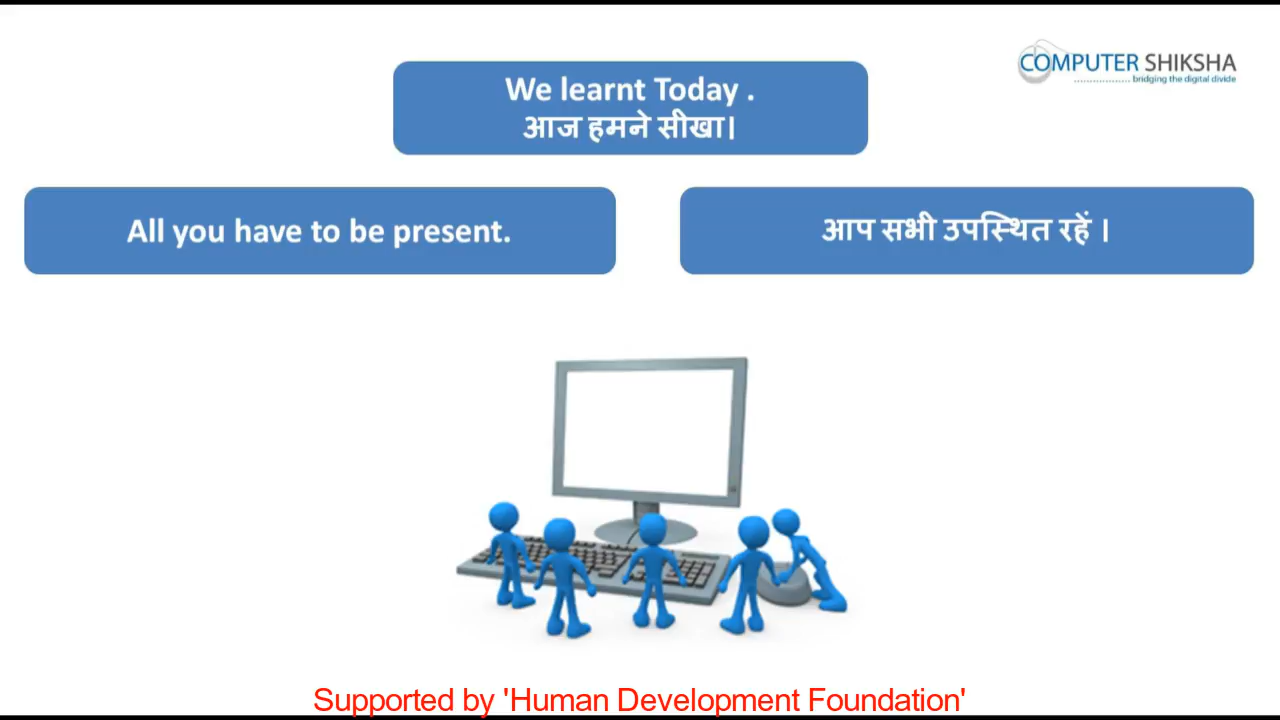 COMPUTER SHIKSHA
bridging the digital divide
We learnt Today .
आज हमने सीखा।
All you have to be present.
आप सभी उपस्थित रहें ।
Supported by 'Human Development Foundation'